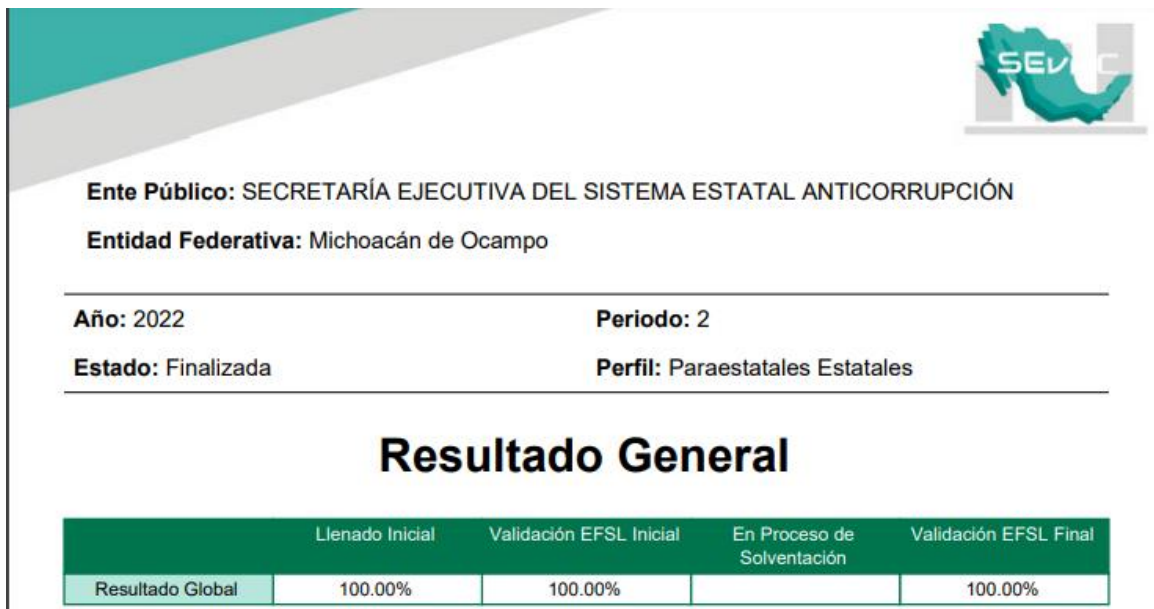 SEv C
Ente Público: SECRETARÍA EJECUTIVA DEL SISTEMA ESTATAL ANTICORRUPCIÓN
Entidad Federativa: Michoacán de Ocampo
Año: 2022 Periodo: 2
Estado: Finalizada Perfil: Paraestatales Estatales
Resultado General
Llenado Inicial Validación EFSL Inicial En Proceso de Solventación Validación EFSL Final
Resultado Global 100.00% 100.00% 100.00%